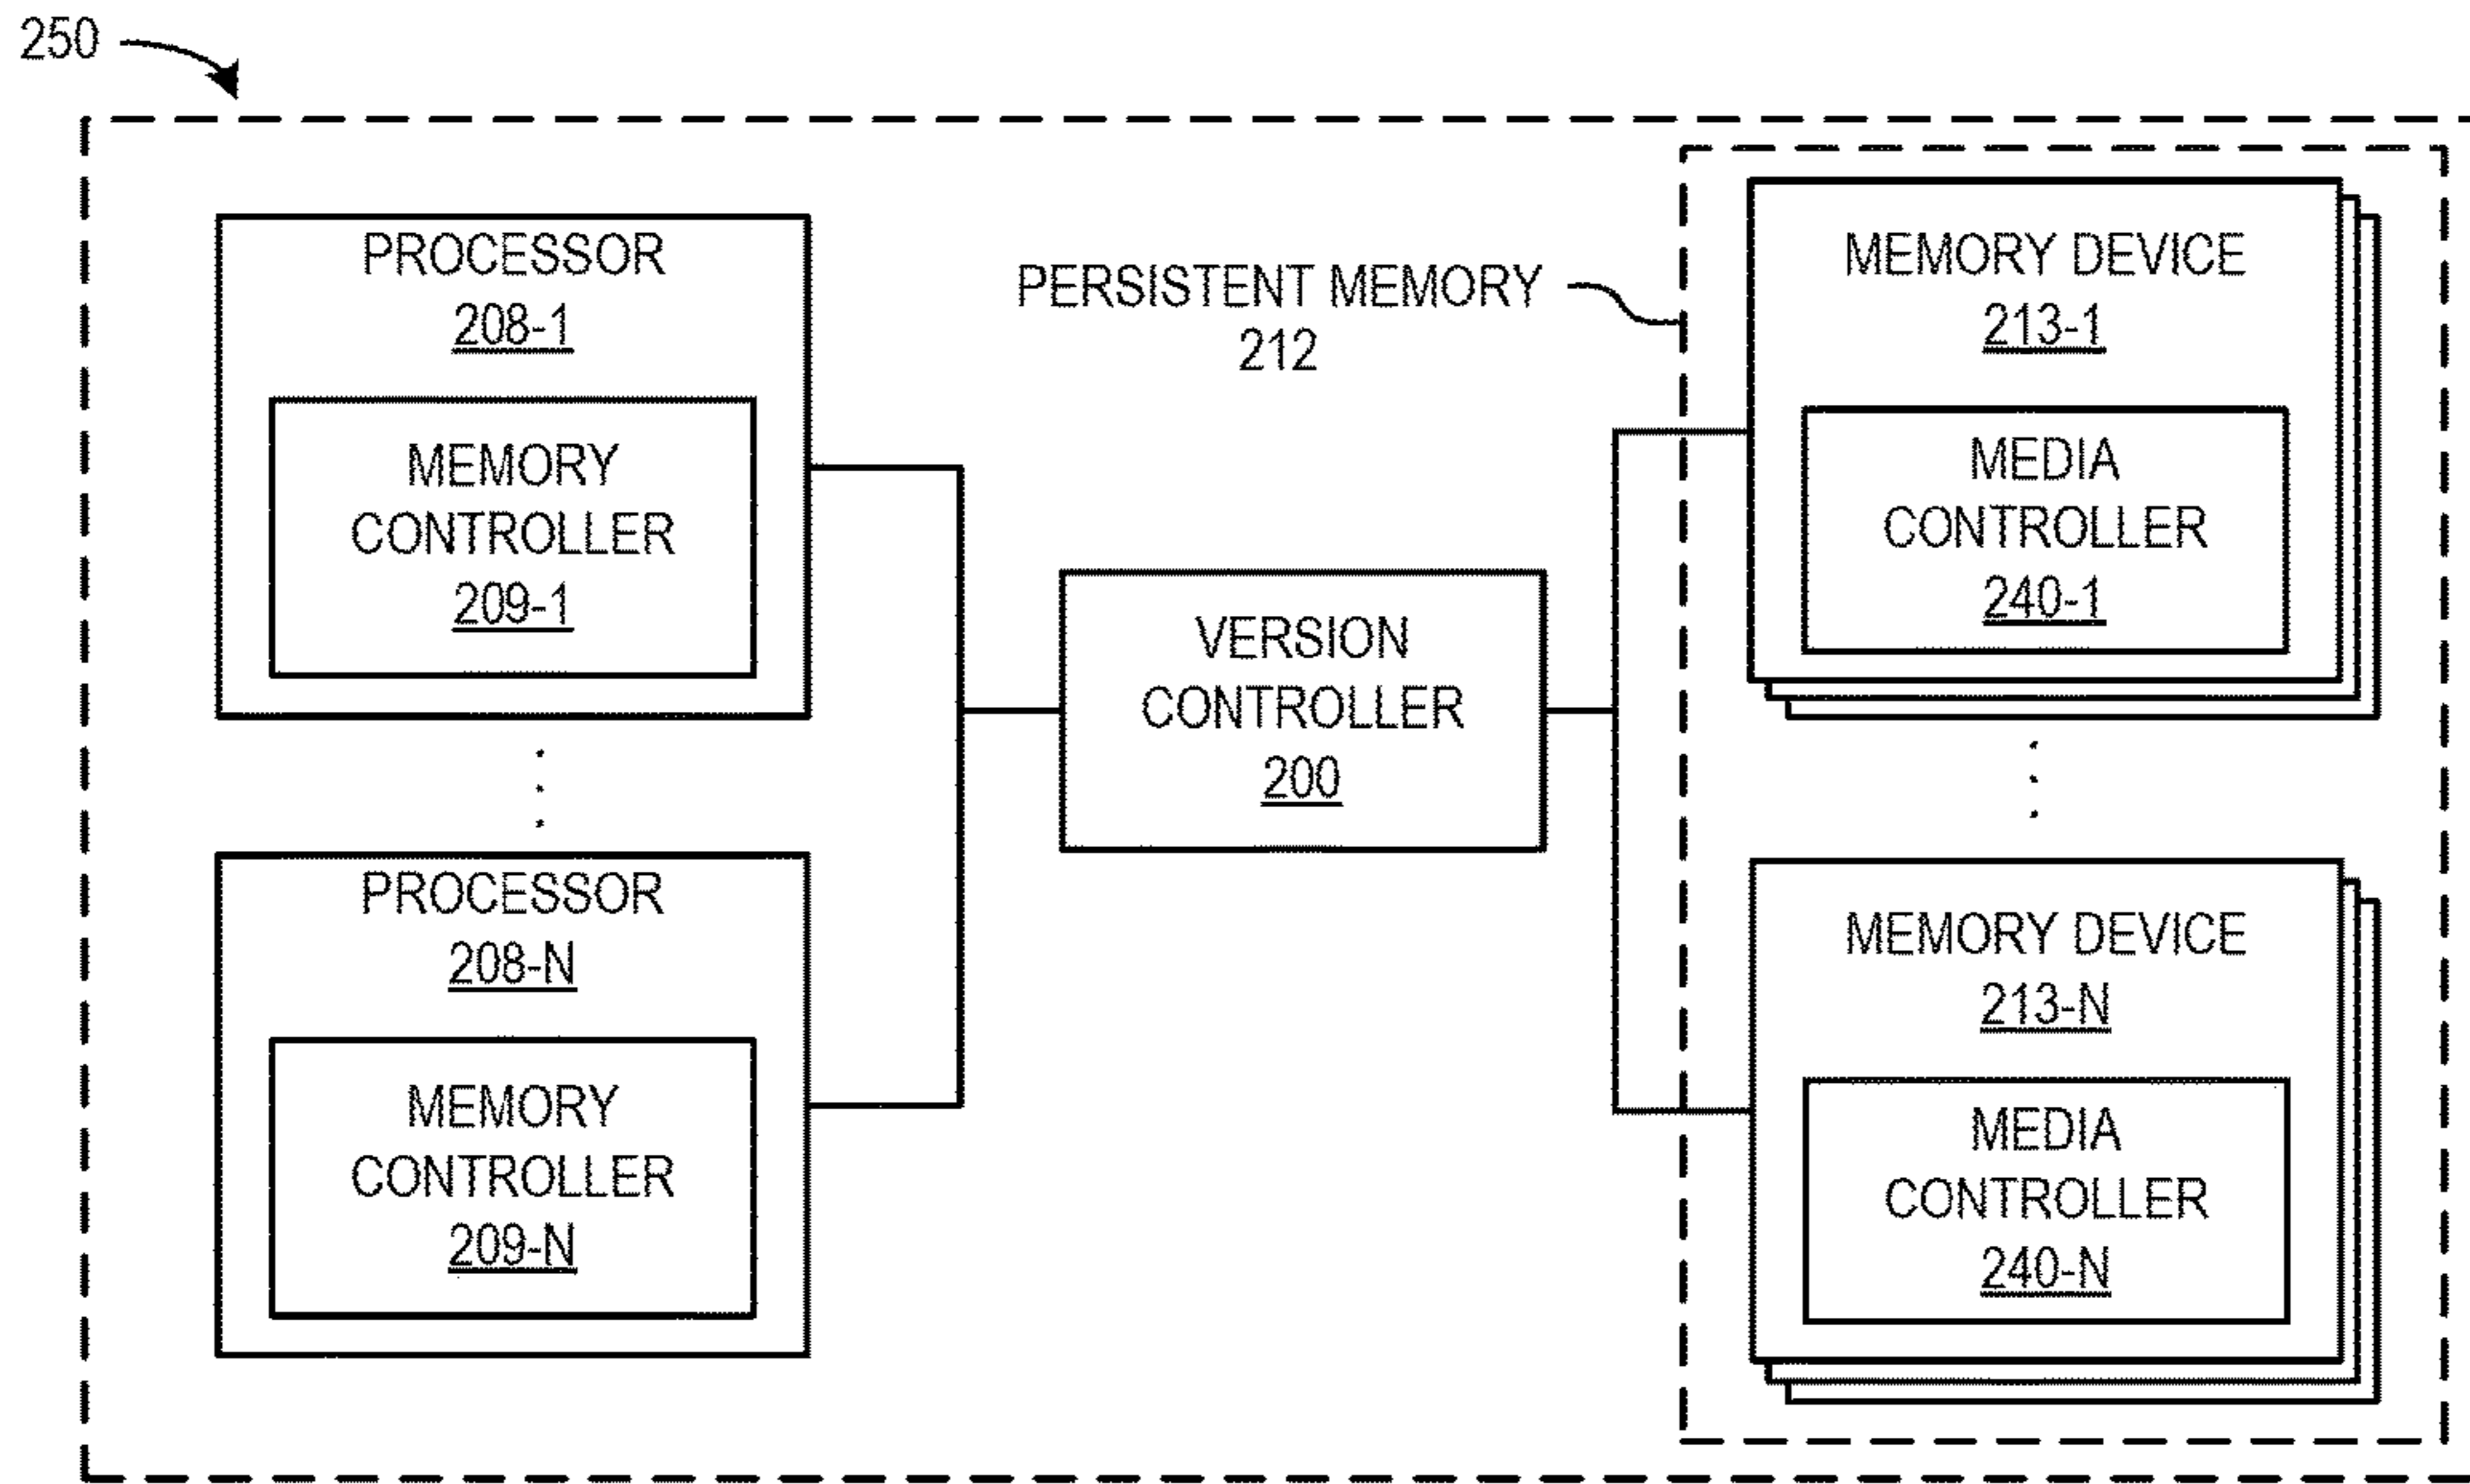 250
PROCESSOR
208-1
MEMORY
CONTROLLER
209-1
PROCESSOR
208-N
MEMORY
CONTROLLER
209-N
VERSION
CONTROLLER
200
PERSISTENT MEMORY
212
MEMORY DEVICE
213-1
MEDIA
CONTROLLER
240-1
MEMORY DEVICE
213-N
MEDIA
CONTROLLER
240-N